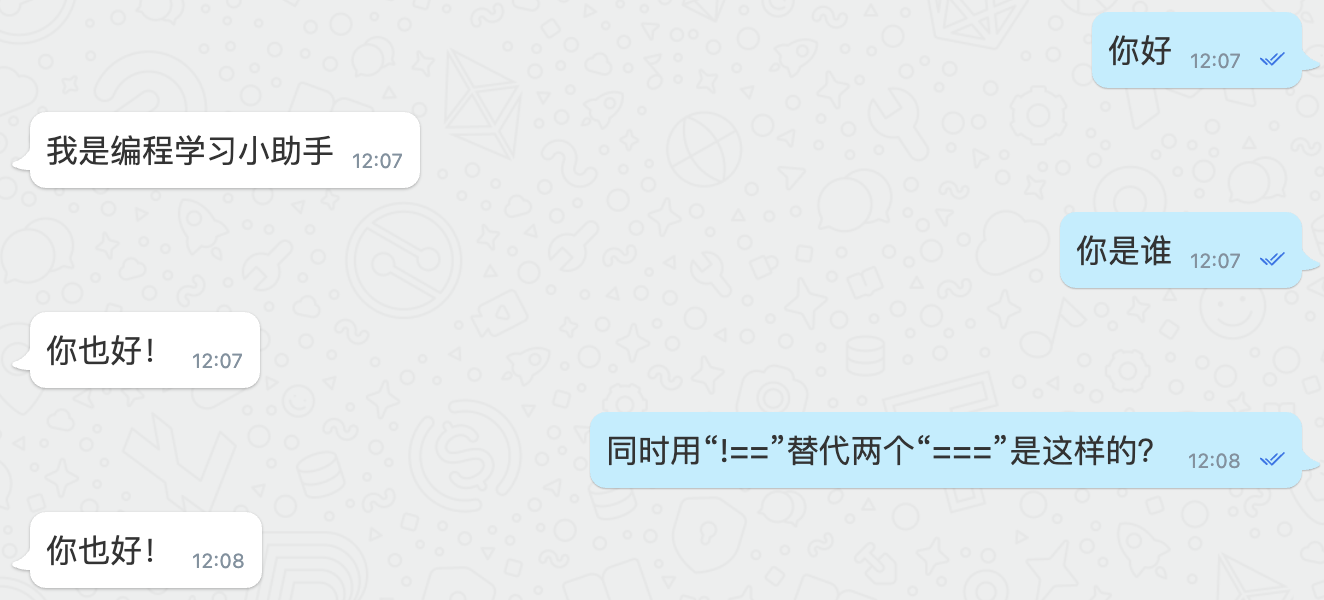 你好 12:07
我是编程学习小助手 12:07
你是谁 12:07
你也好！ 12:07
同时用“!==”替代两个“===”是这样的？ 12:08
你也好！ 12:08